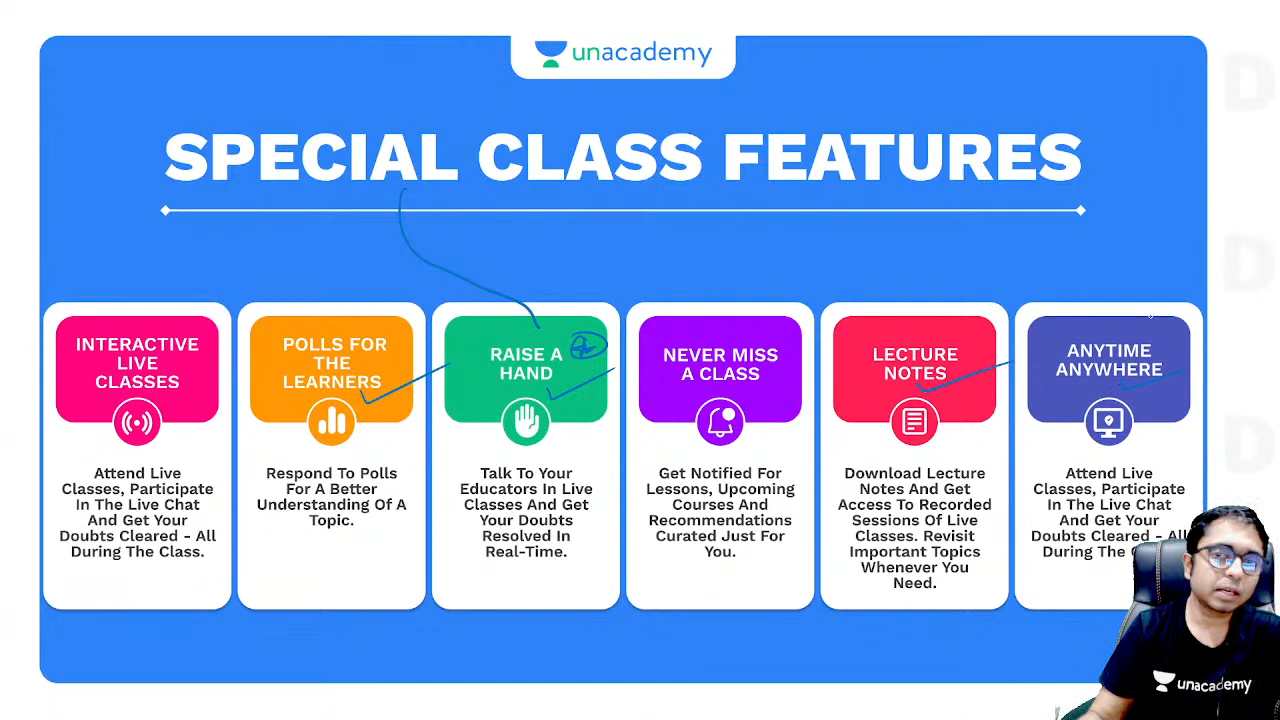 unacademy
SPECIAL CLASS FEATURES
INTERACTIVE
LIVE
CLASSES
Attend Live
Classes, Participate
In The Live Chat
And Get Your
Doubts Cleared - All
During The Class.
POLLS FOR
THE
LEARNERS
Respond To Polls
For A Better
Understanding Of A
Topic.
RAISE A
HAND
Talk To Your
Educators In Live
Classes And Get
Your Doubts
Resolved In
Real-Time.
NEVER MISS
A CLASS
Get Notified For
Lessons, Upcoming
Courses And
Recommendations
Curated Just For
You.
LECTURE
NOTES
Download Lecture
Notes And Get
Access To Recorded
Sessions Of Live
Classes. Revisit
Important Topics
Whenever You
Need.
ANYTIME
ANYWHERE
Attend Live
Classes, Participate
In The Live Chat
And Get Your
Doubts Cleared - All
During The
D
D
D
unacademy